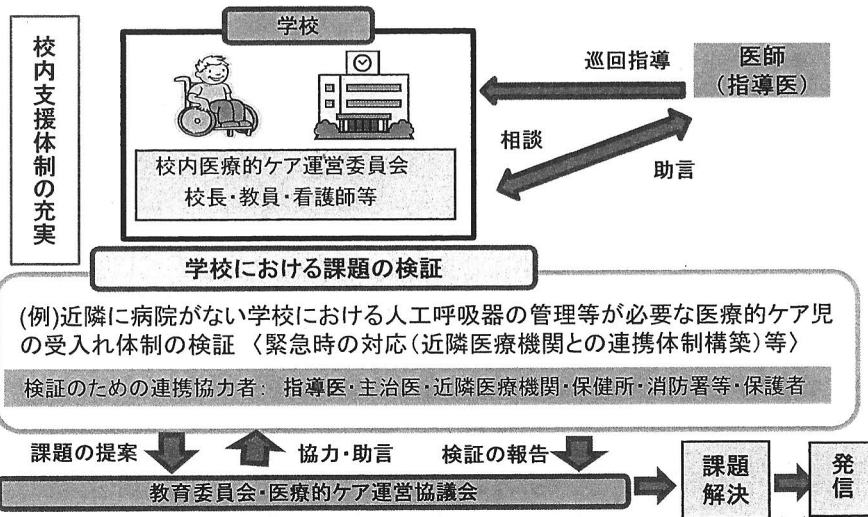 学校
校内支援体制の充実
巡回指導
医師
(指導医)
相談
助言
校内医療的ケア運営委員会
校長・教員・看護師等
学校における課題の検証
(例)近隣に病院がない学校における人工呼吸器の管理等が必要な医療的ケア児
の受入れ体制の検証 〈緊急時の対応(近隣医療機関との連携体制構築)等〉
検証のための連携協力者: 指導医・主治医・近隣医療機関・保健所・消防署等・保護者
課題の提案
協力・助言
検証の報告
教育委員会・医療的ケア運営協議会
課題
解決
発信